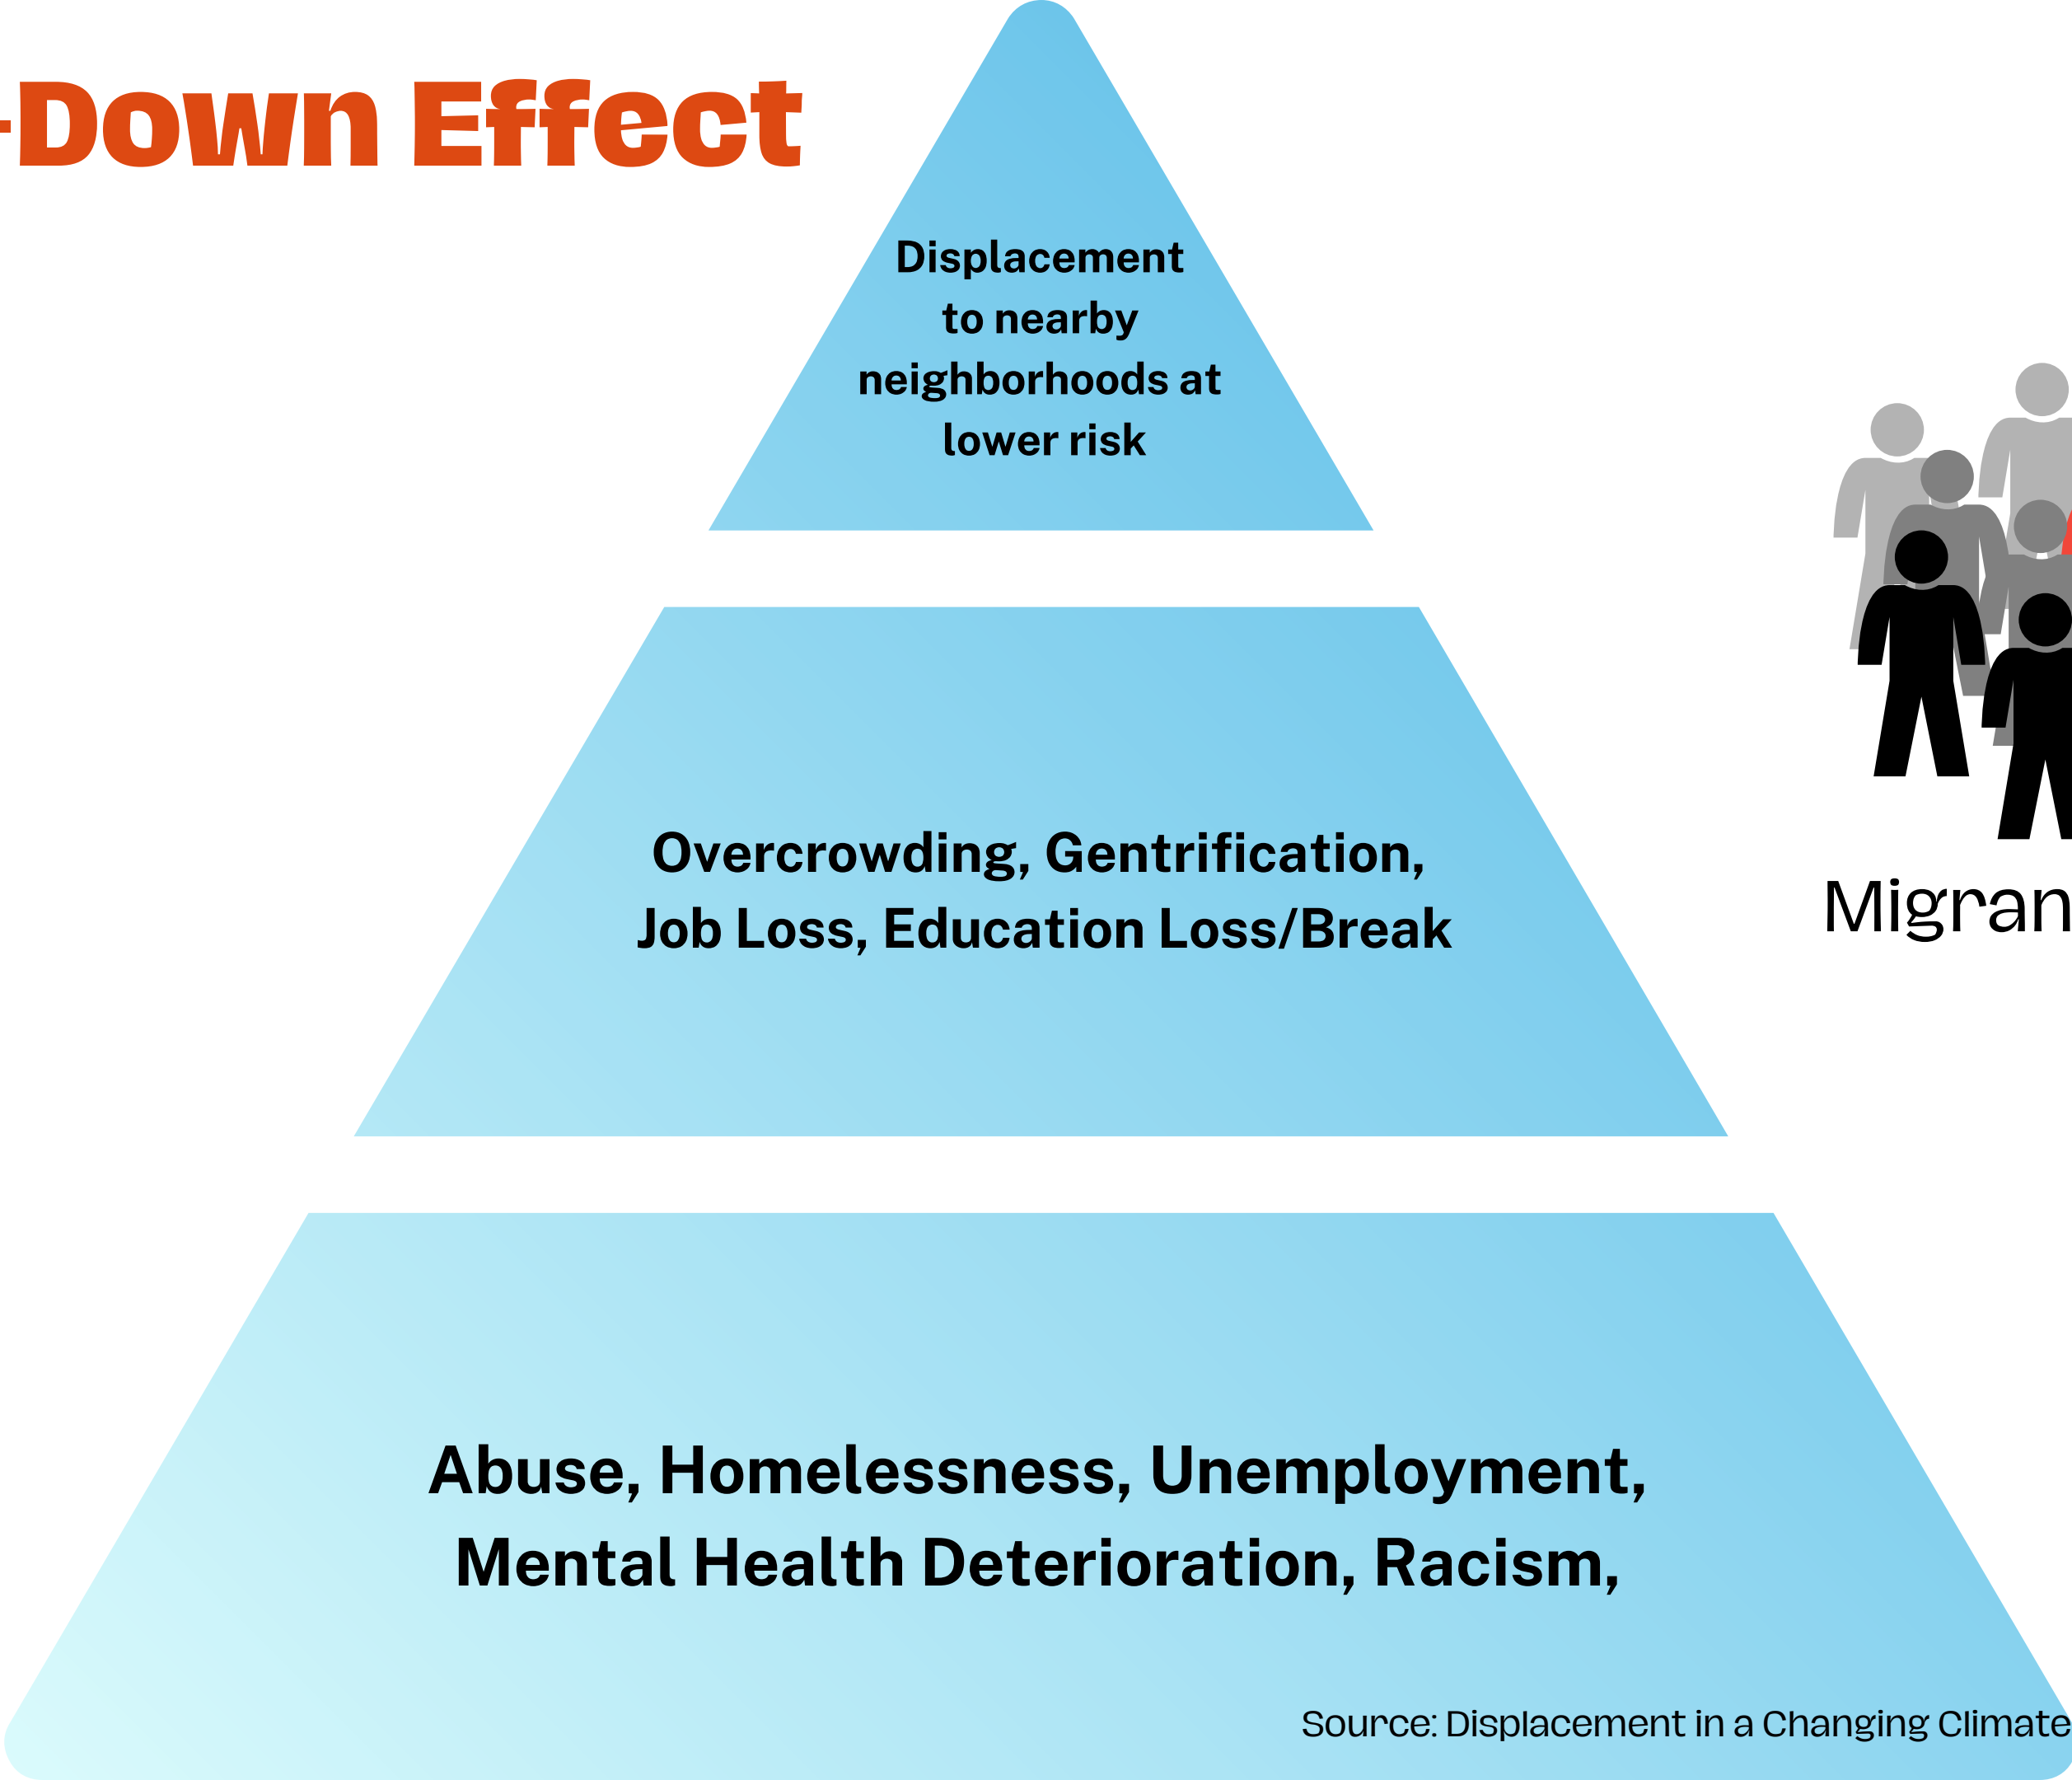 -Down Effect
Displacement
to nearby
neighborhoods at
lower risk
Overcrowding, Gentrification,
Job Loss, Education Loss/Break
Migran
Abuse, Homelessness, Unemployment,
Mental Health Deterioration, Racism,
Source: Displacement in a Changing Climate